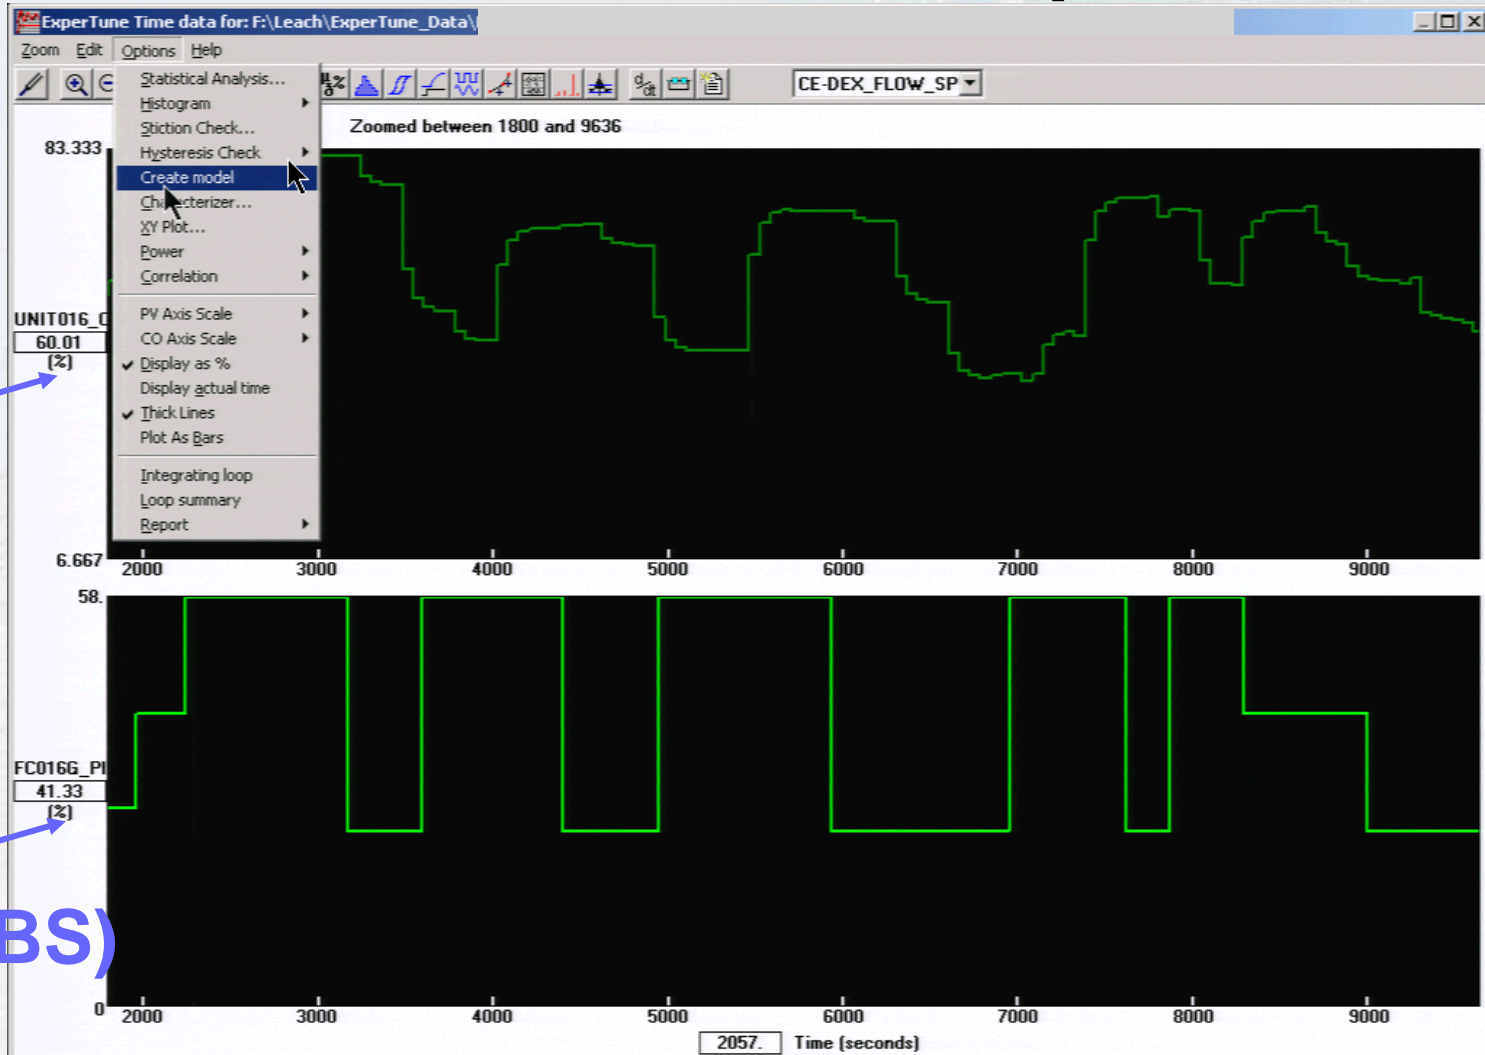 ExperTune Time data for: F:\Leach\ExperTune_Data\
Zoom Edit Options Help
CE-DEX_FLOW_SP
Statistical Analysis...
Histogram
Stiction Check...
Hysteresis Check
Create model
XY Plot...
Power
Correlation
PV Axis Scale
CO Axis Scale
Display as %
Display actual time
Thick Lines
Plot As Bars
Integrating loop
Loop summary
Report
Zoomed between 1800 and 9636
83.333
UNIT016_
60.01
(%)
6.667
2000 3000 4000 5000 6000 7000 8000 9000
58.
FC016G_PI
41.33
(%)
BS)
0
2000 3000 4000 5000 6000 7000 8000 9000
2057. Time (seconds)